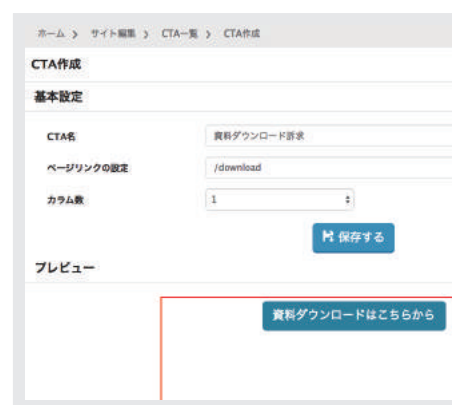 ホーム > サイト編集 > CTA一覧 > CTA作成
CTA作成
基本設定
CTA名 資料ダウンロード訴求
ページリンクの設定 /download
カラム数 1
保存する
プレビュー
資料ダウンロードはこちらから